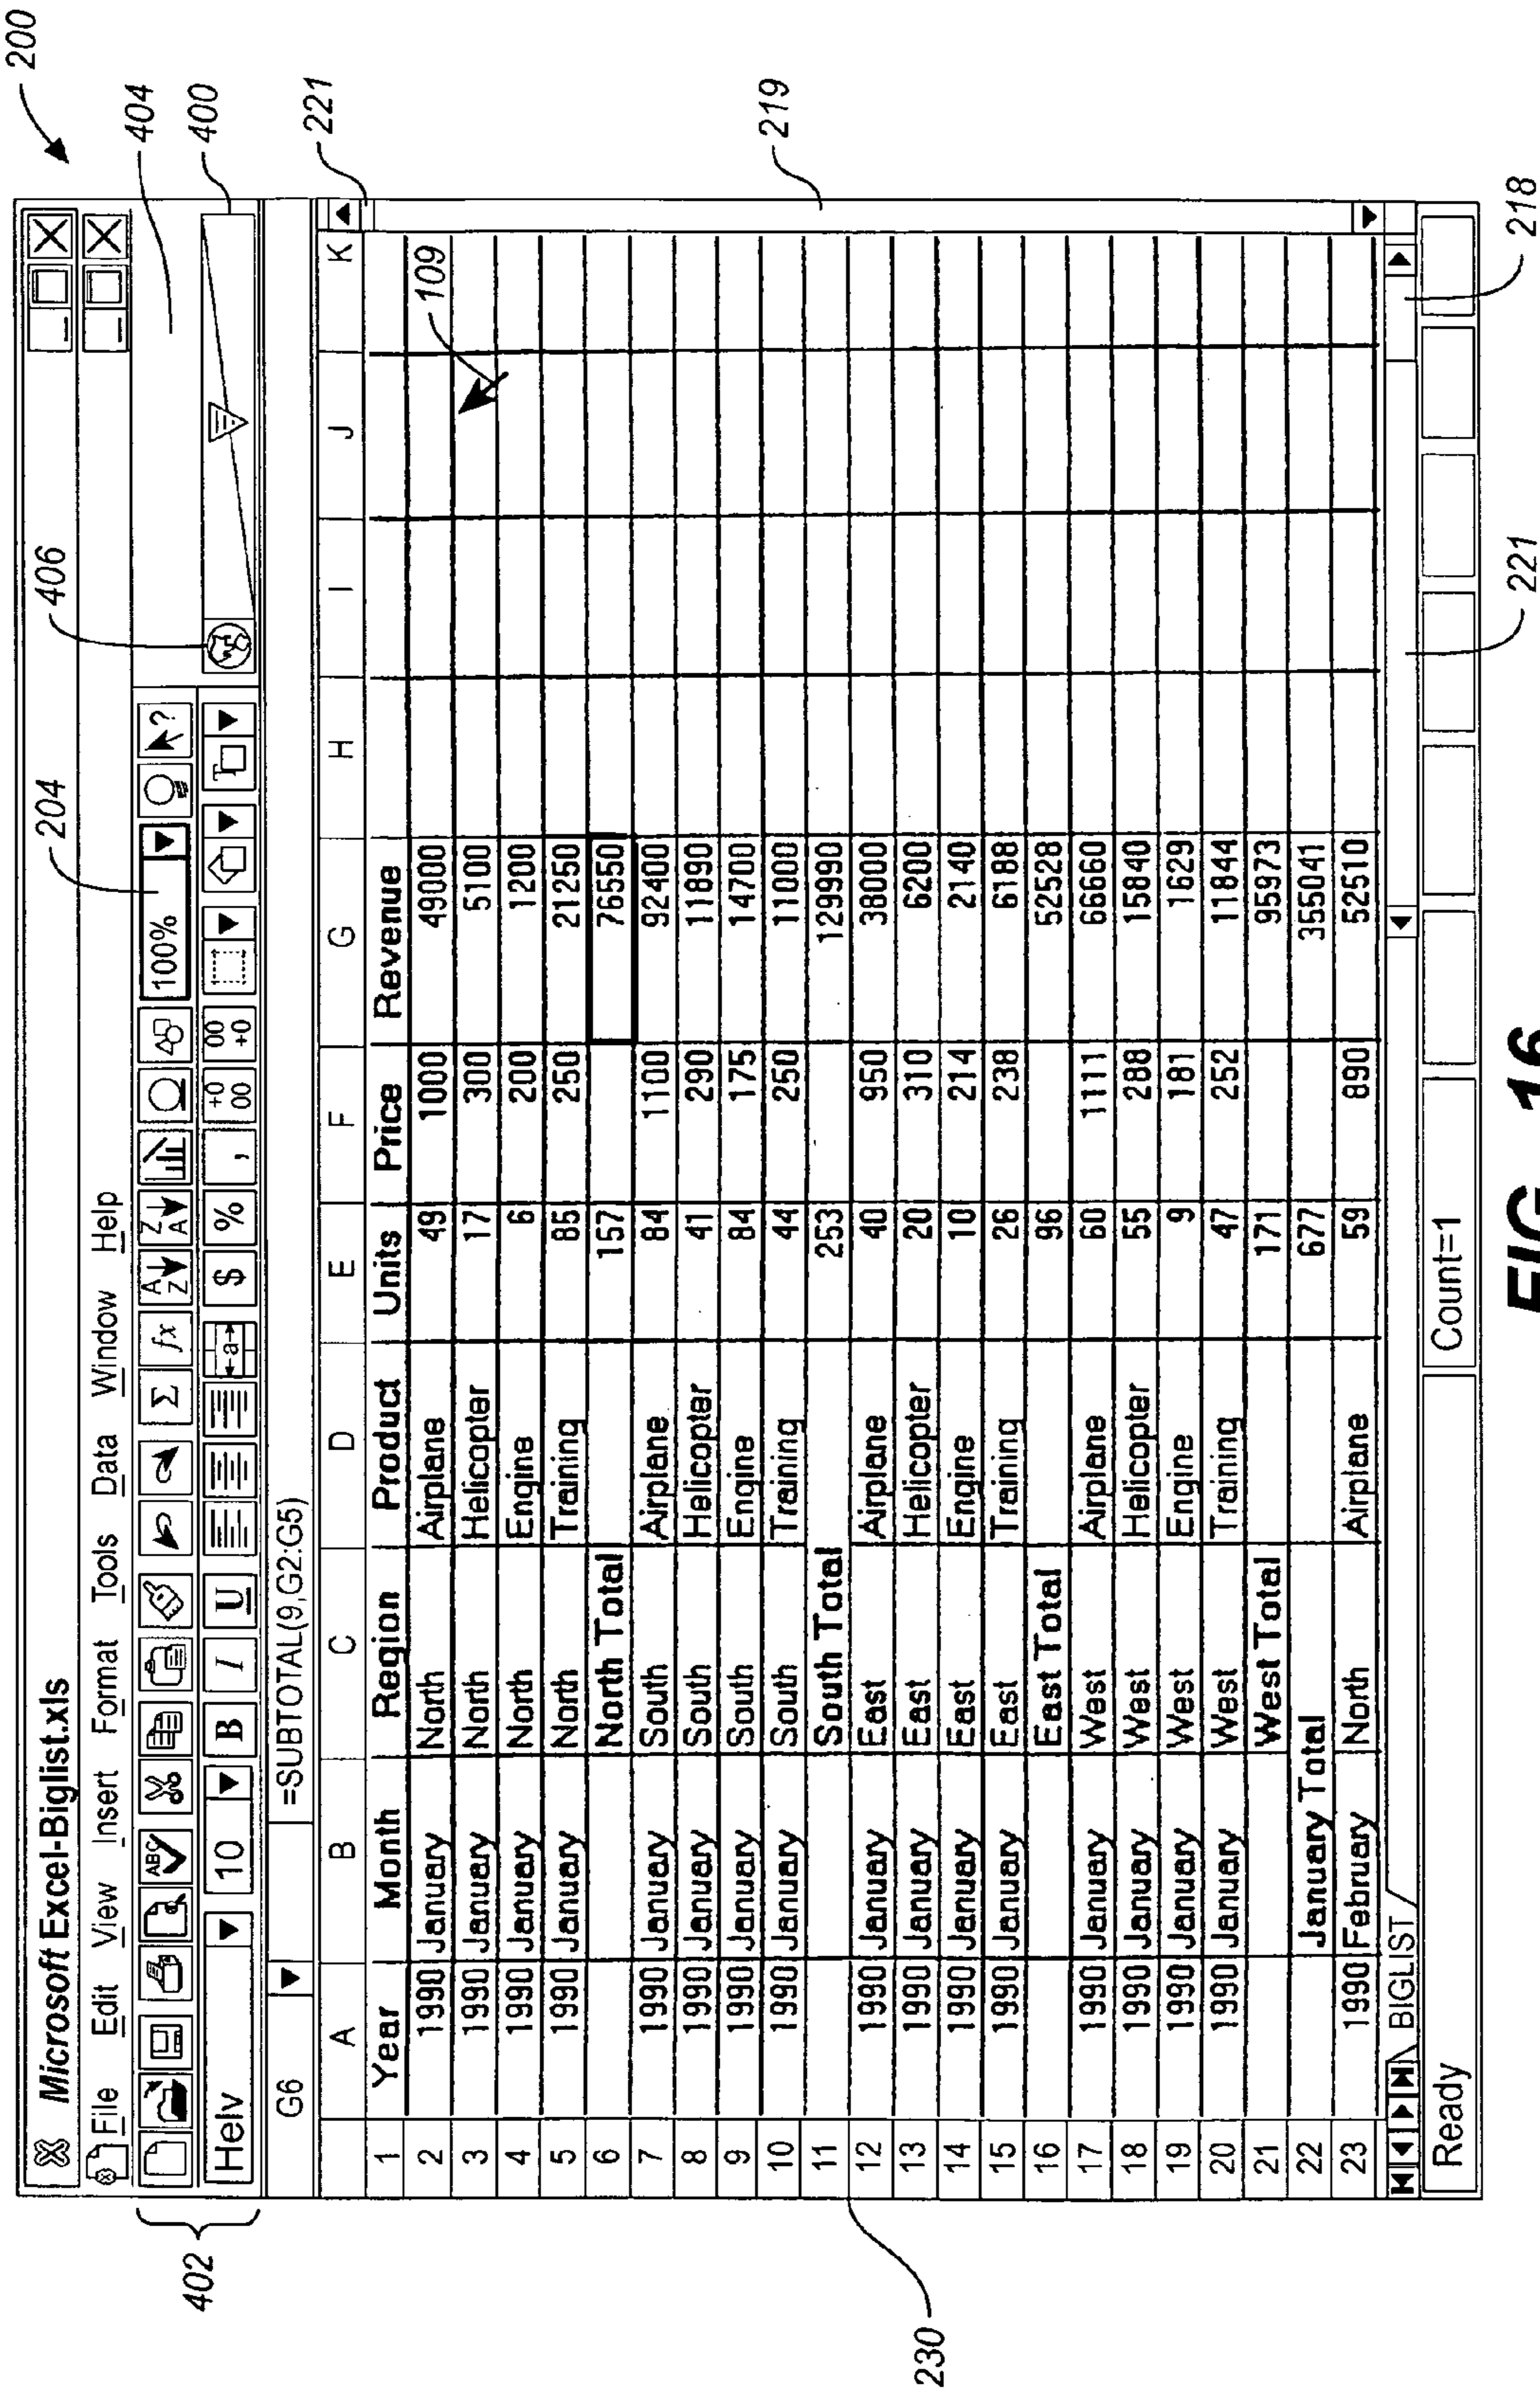 200
Microsoft Excel-Biglist.xls
404
406
204
400
File Edit View Insert Format Tools Data Window Help
402
ABC A Z Z A Σ fx 100% ?
Helv 10 B I U a $ % , +0 00 00 +0 T
G6 =SUBTOTAL(9,G2:G5)
221
A B C D E F G H I J K
1 Year Month Region Product Units Price Revenue
2 1990 January North Airplane 49 1000 49000
109
3 1990 January North Helicopter 17 300 5100
4 1990 January North Engine 6 200 1200
5 1990 January North Training 85 250 21250
6 North Total 157 76550
7 1990 January South Airplane 84 1100 92400
8 1990 January South Helicopter 41 290 11890
9 1990 January South Engine 84 175 14700
10 1990 January South Training 44 250 11000
11 South Total 253 129990
219
12 1990 January East Airplane 40 950 38000
230
13 1990 January East Helicopter 20 310 6200
14 1990 January East Engine 10 214 2140
15 1990 January East Training 26 238 6188
16 East Total 96 52528
17 1990 January West Airplane 60 1111 66660
18 1990 January West Helicopter 55 288 15840
19 1990 January West Engine 9 181 1629
20 1990 January West Training 47 252 11844
21 West Total 171 95973
22 January Total 677 355041
23 1990 February North Airplane 59 890 52510
BIGLIST
Ready Count=1
221
218
FIG. 16